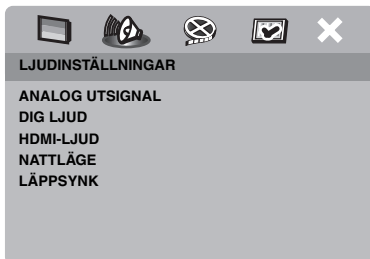 LJUDINSTÄLLNINGAR
ANALOG UTSIGNAL
DIG LJUD
HDMI-LJUD
NATTLÄGE
LÄPPSYNK